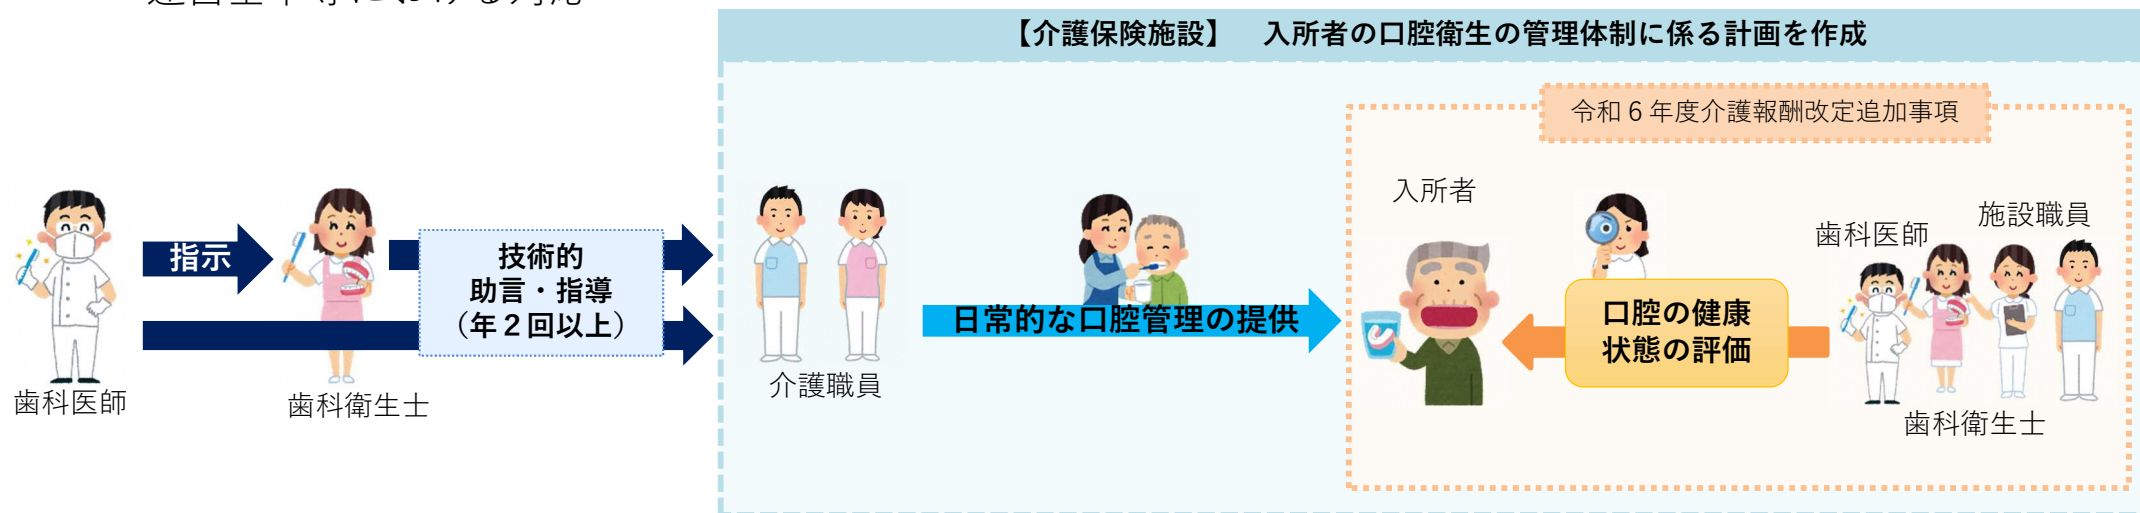 【介護保険施設】　入所者の口腔衛生の管理体制に係る計画を作成
令和６年度介護報酬改定追加事項
指示
技術的
助言・指導
（年２回以上）
歯科医師
歯科衛生士
介護職員
日常的な口腔管理の提供
入所者
口腔の健康
状態の評価
歯科医師
施設職員
歯科衛生士